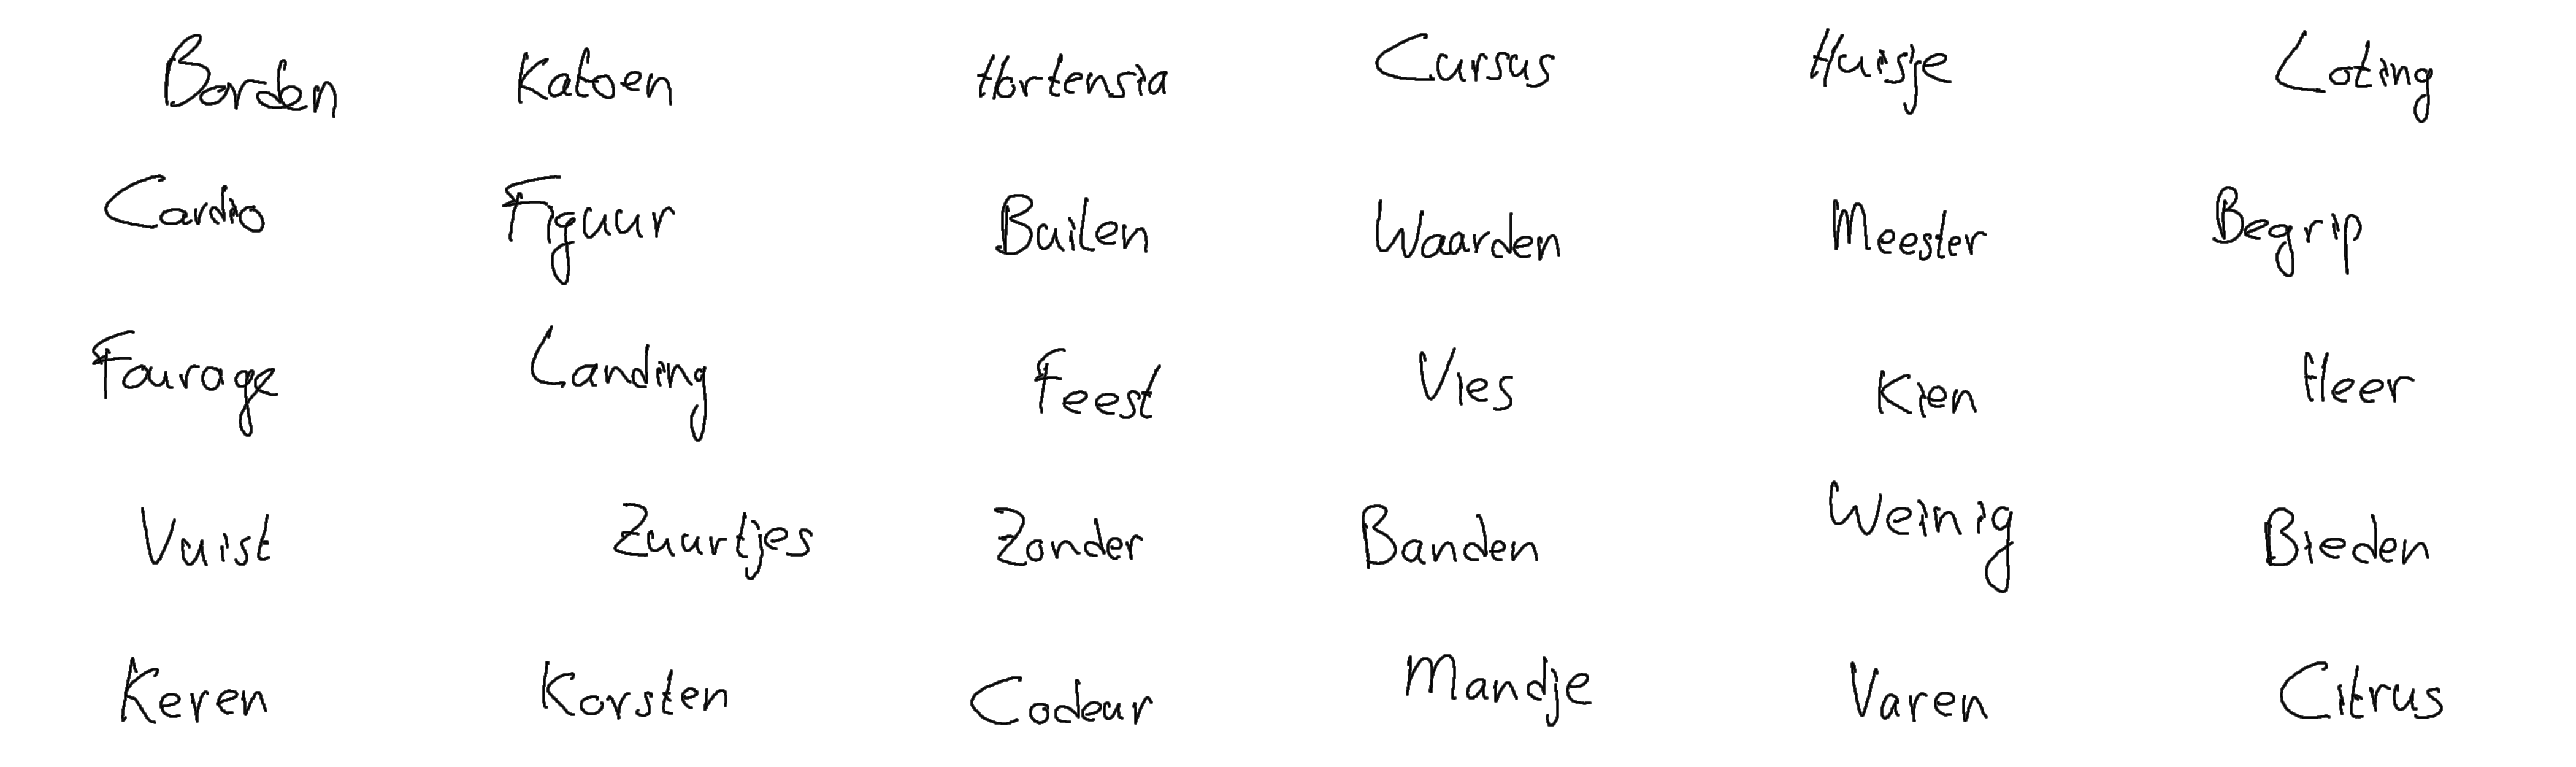 Borden Katoen Hortensia Cursus Huisje Loting
Cardio Figuur Builen Waarden Meester Begrip
Fourage Landing Feest Vies Kien Heer
Vuist Zuurtjes Zonder Banden Weinig Bieden
Keren Korsten Codeur Mandje Varen Citrus